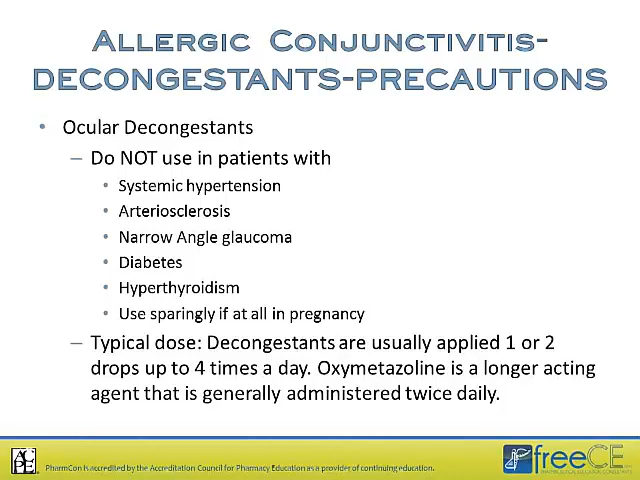 ALLERGIC CONJUNCTIVITIS-
DECONGESTANTS-PRECAUTIONS
• Ocular Decongestants
– Do NOT use in patients with
• Systemic hypertension
• Arteriosclerosis
• Narrow Angle glaucoma
• Diabetes
• Hyperthyroidism
• Use sparingly if at all in pregnancy
– Typical dose: Decongestants are usually applied 1 or 2
drops up to 4 times a day. Oxymetazoline is a longer acting
agent that is generally administered twice daily.
PharmCon is accredited by the Accreditation Council for Pharmacy Education as a provider of continuing education.
freeCE